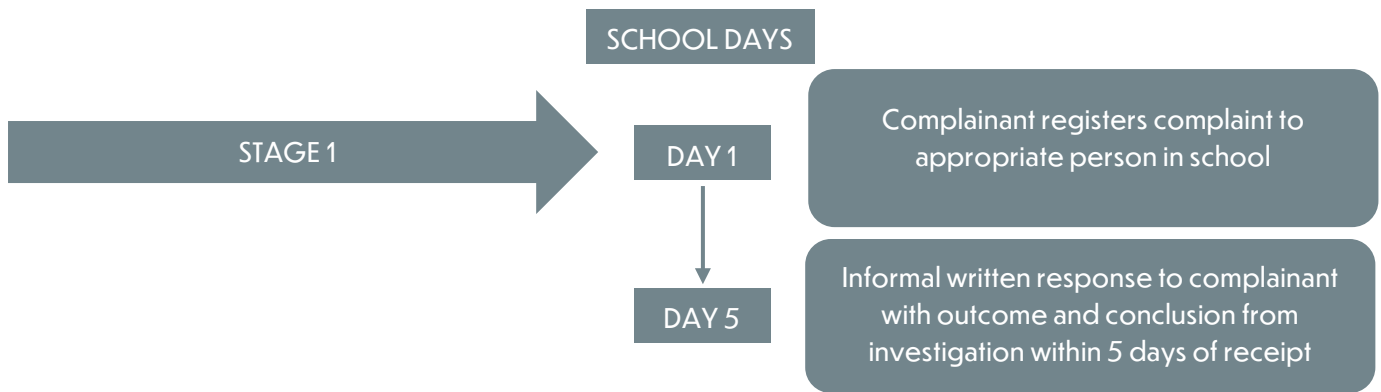 SCHOOL DAYS
STAGE 1
DAY 1
Complainant registers complaint to
appropriate person in school
DAY 5
Informal written response to complainant
with outcome and conclusion from
investigation within 5 days of receipt